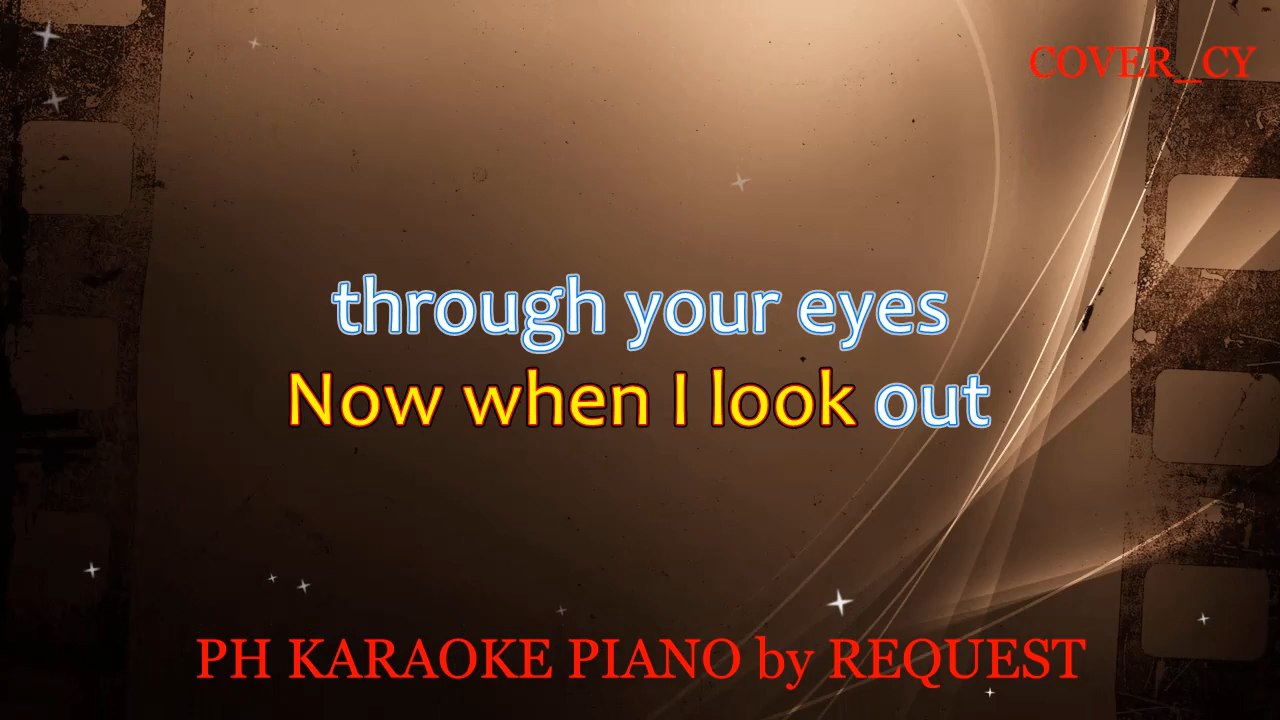 COVER_CY
through your eyes
Now when I look out
PH KARAOKE PIANO by REQUEST